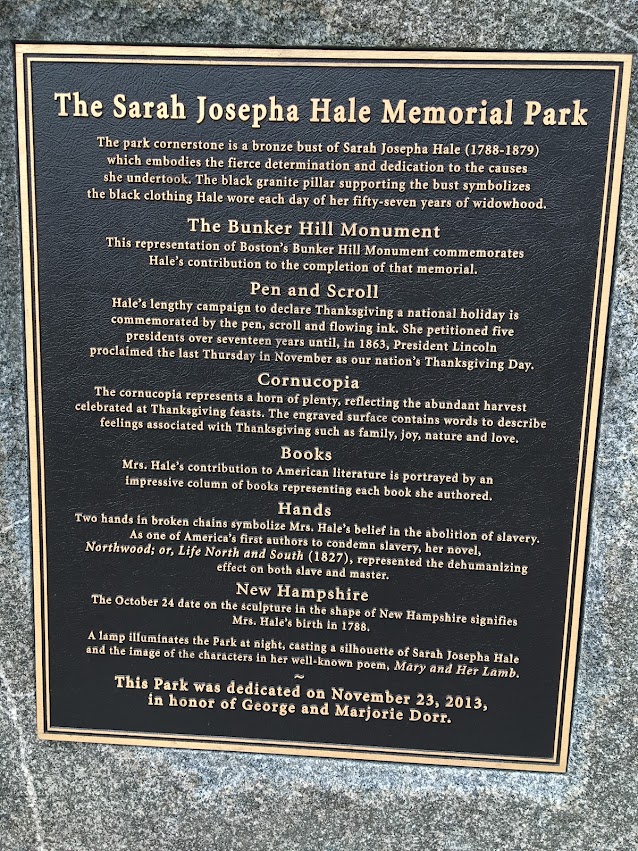 The Sarah Josepha Hale Memorial Park
The park cornerstone is a bronze bust of Sarah Josepha Hale (1788-1879)
which embodies the fierce determination and dedication to the causes
she undertook. The black granite pillar supporting the bust symbolizes
the black clothing Hale wore each day of her fifty-seven years of widowhood.
The Bunker Hill Monument
This representation of Boston's Bunker Hill Monument commemorates
Hale's contribution to the completion of that memorial.
Pen and Scroll
Hale's lengthy campaign to declare Thanksgiving a national holiday is
commemorated by the pen, scroll and flowing ink. She petitioned five
presidents over seventeen years until, in 1863, President Lincoln
proclaimed the last Thursday in November as our nation's Thanksgiving Day.
Cornucopia
The cornucopia represents a horn of plenty, reflecting the abundant harvest
celebrated at Thanksgiving feasts. The engraved surface contains words to describe
feelings associated with Thanksgiving such as family, joy, nature and love.
Books
Mrs. Hale's contribution to American literature is portrayed by an
impressive column of books representing each book she authored.
Hands
Two hands in broken chains symbolize Mrs. Hale's belief in the abolition of slavery.
As one of America's first authors to condemn slavery, her novel,
Northwood; or, Life North and South (1827), represented the dehumanizing
effect on both slave and master.
New Hampshire
The October 24 date on the sculpture in the shape of New Hampshire signifies
Mrs. Hale's birth in 1788.
A lamp illuminates the Park at night, casting a silhouette of Sarah Josepha Hale
and the image of the characters in her well-known poem, Mary and Her Lamb.
~
This Park was dedicated on November 23, 2013,
in honor of George and Marjorie Dorr.